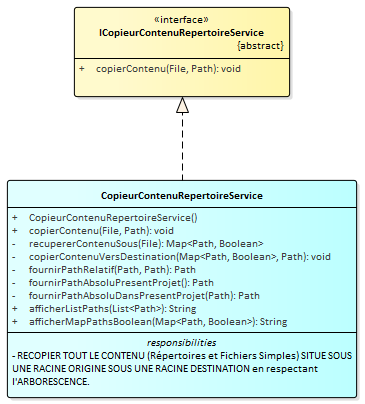 «interface»
ICopieurContenuRepertoireService
{abstract}
+ copierContenu(File, Path): void
CopieurContenuRepertoireService
+ CopieurContenuRepertoireService()
+ copierContenu(File, Path): void
- recupererContenuSous(File): Map<Path, Boolean>
- copierContenuVersDestination(Map<Path, Boolean>, Path): void
- fournirPathRelatif(Path, Path): Path
- fournirPathAbsoluPresentProjet(): Path
- fournirPathAbsoluDansPresentProjet(Path): Path
+ afficherListPaths(List<Path>): String
+ afficherMapPathsBoolean(Map<Path, Boolean>): String
responsibilities
- RECOPIER TOUT LE CONTENU (Répertoires et Fichiers Simples) SITUE SOUS
UNE RACINE ORIGINE SOUS UNE RACINE DESTINATION en respectant
l'ARBORESCENCE.